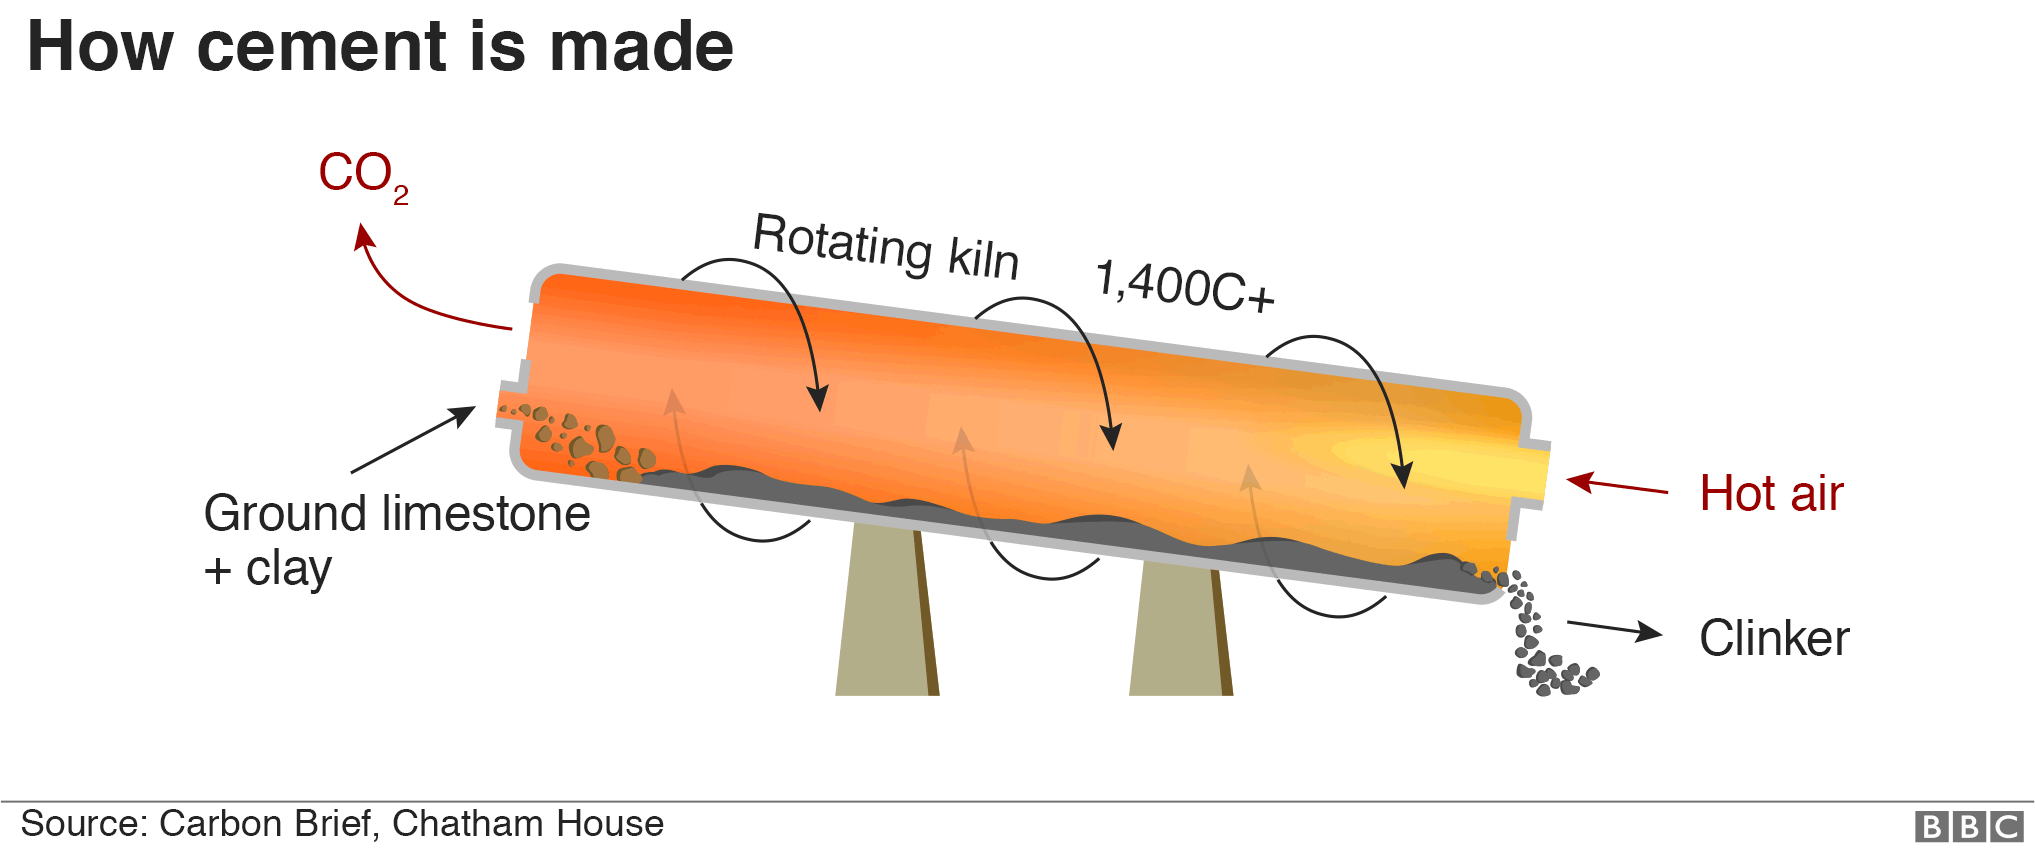 How cement is made
CO₂
Rotating kiln
1,400C+
Ground limestone
+ clay
Hot air
Clinker
Source: Carbon Brief, Chatham House
BBC